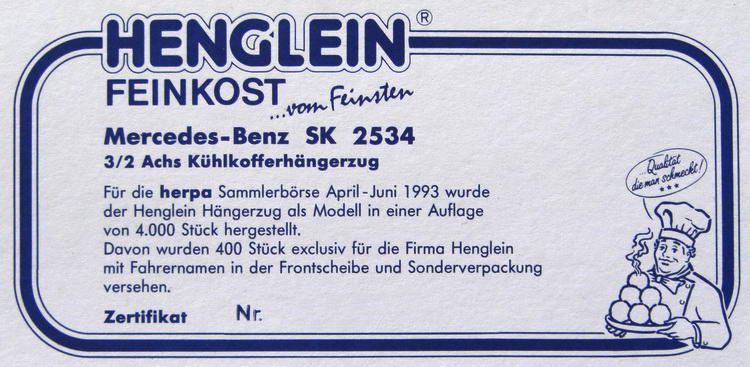 HENGLEIN®
FEINKOST
...vom Feinsten
Mercedes-Benz SK 2534
3/2 Achs Kühlkofferhängerzug
Für die herpa Sammlerbörse April-Juni 1993 wurde
der Henglein Hängerzug als Modell in einer Auflage
von 4.000 Stück hergestellt.
Davon wurden 400 Stück exclusiv für die Firma Henglein
mit Fahrernamen in der Frontscheibe und Sonderverpackung
versehen.
Zertifikat Nr.
...Qualität
die man schmeckt!